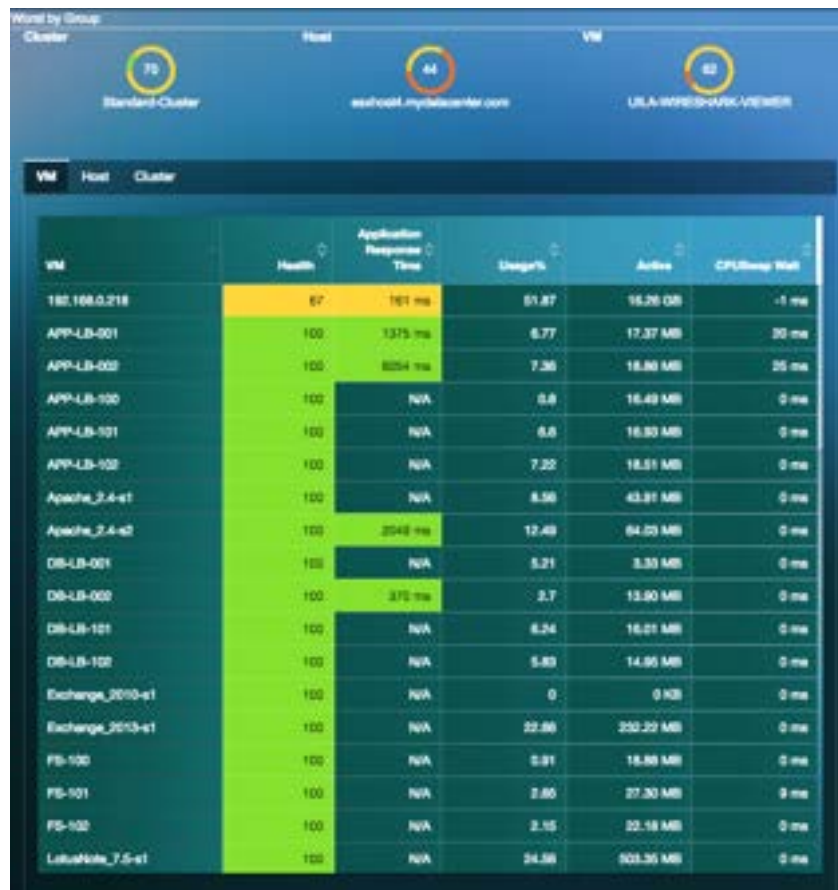 Worst by Group
Cluster Host VM
70 44 62
Standard-Cluster esxhost4.mydatacenter.com UILA-WIRESHARK-VIEWER
VM Host Cluster
VM Health Application Response Time Usage% Active CPUSwap Wait
192.168.0.218 67 161 ms 51.87 16.26 GB -1 ms
APP-LB-001 100 1375 ms 6.77 17.37 MB 20 ms
APP-LB-002 100 ms 7.36 18.86 MB 25 ms
APP-LB-100 100 N/A 16.49 MB 0 ms
APP-LB-101 100 N/A 6.6 16.93 MB 0 ms
APP-LB-102 100 N/A 7.22 18.51 MB 0 ms
Apache_2.4-s1 100 N/A 8.56 43.91 MB 0 ms
Apache_2.4-s2 100 2049 ms 12.49 64.03 MB 0 ms
DB-LB-001 100 N/A 5.21 3.33 MB 0 ms
DB-LB-002 100 370 ms 2.7 13.90 MB 0 ms
DB-LB-101 100 N/A 6.24 16.01 MB 0 ms
DB-LB-102 100 N/A 5.83 14.95 MB 0 ms
Exchange_2010-s1 100 N/A 0 0 KB 0 ms
Exchange_2013-s1 100 N/A 22.66 232.22 MB 0 ms
FS-100 100 N/A 0.91 18.88 MB 0 ms
FS-101 100 N/A 2.66 27.30 MB 9 ms
FS-102 100 N/A 2.15 22.18 MB 0 ms
LotusNote_7.5-s1 100 N/A 24.56 503.35 MB 0 ms